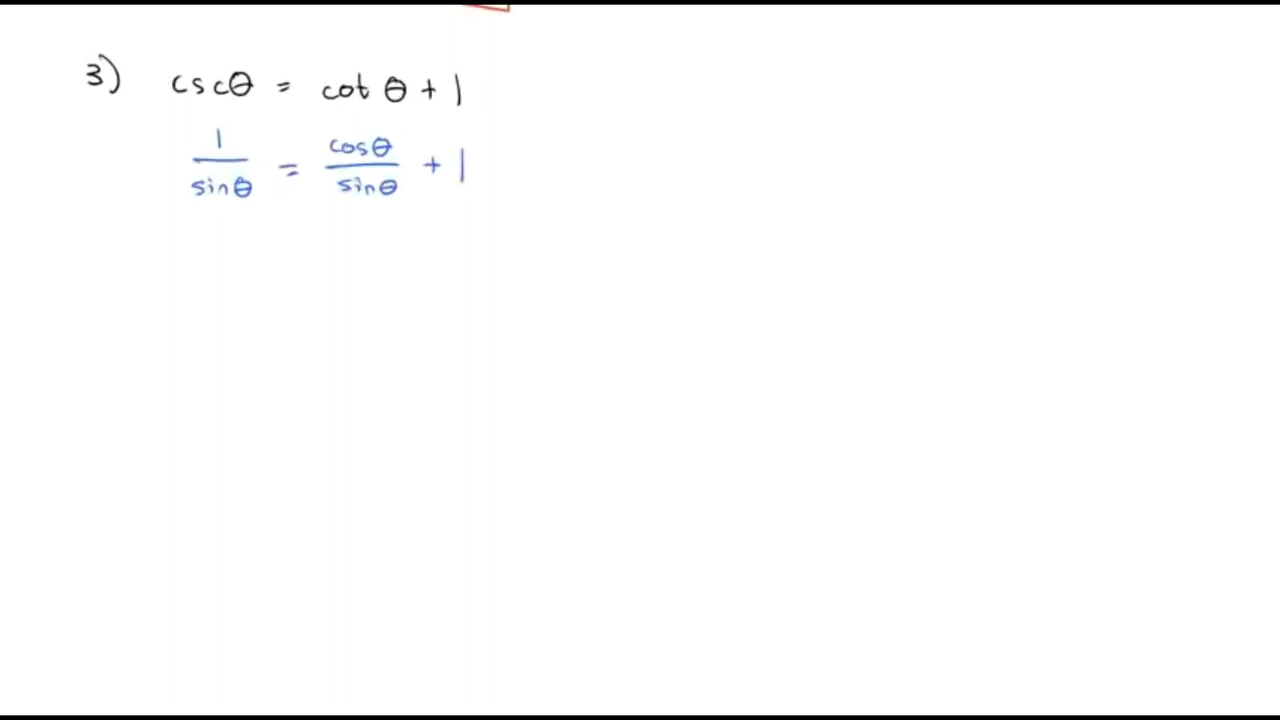 3) cscθ = cot θ + 1
1/sinθ = cosθ/sinθ + 1